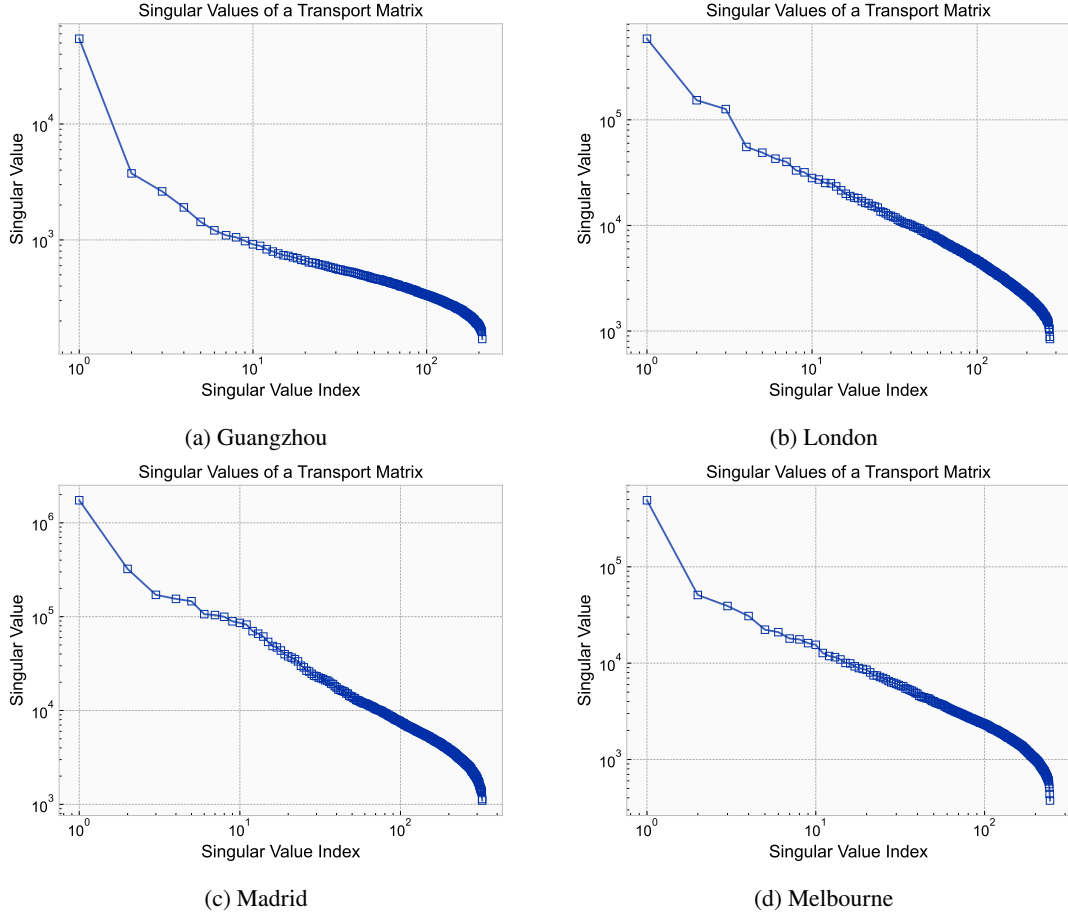 Singular Values of a Transport Matrix
Singular Value
10^4
10^3
10^0 10^1 10^2
Singular Value Index
(a) Guangzhou
Singular Values of a Transport Matrix
Singular Value
10^5
10^4
10^3
10^0 10^1 10^2
Singular Value Index
(b) London
Singular Values of a Transport Matrix
Singular Value
10^6
10^5
10^4
10^3
10^0 10^1 10^2
Singular Value Index
(c) Madrid
Singular Values of a Transport Matrix
Singular Value
10^5
10^4
10^3
10^0 10^1 10^2
Singular Value Index
(d) Melbourne